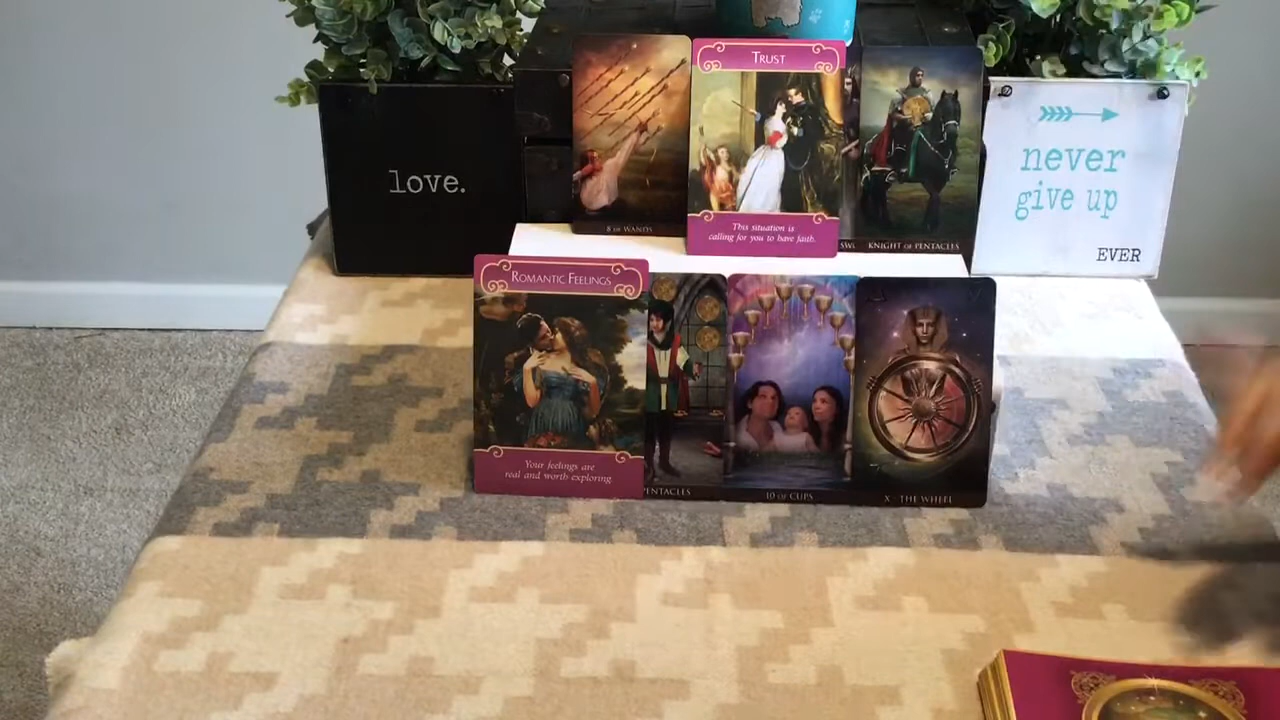 TRUST
love.
never
give up
EVER
8 OF WANDS
This situation is
calling for you to have faith.
KNIGHT OF PENTACLES
ROMANTIC FEELINGS
Your feelings are
real and worth exploring
PENTACLES
10 OF CUPS
X · THE WHEEL